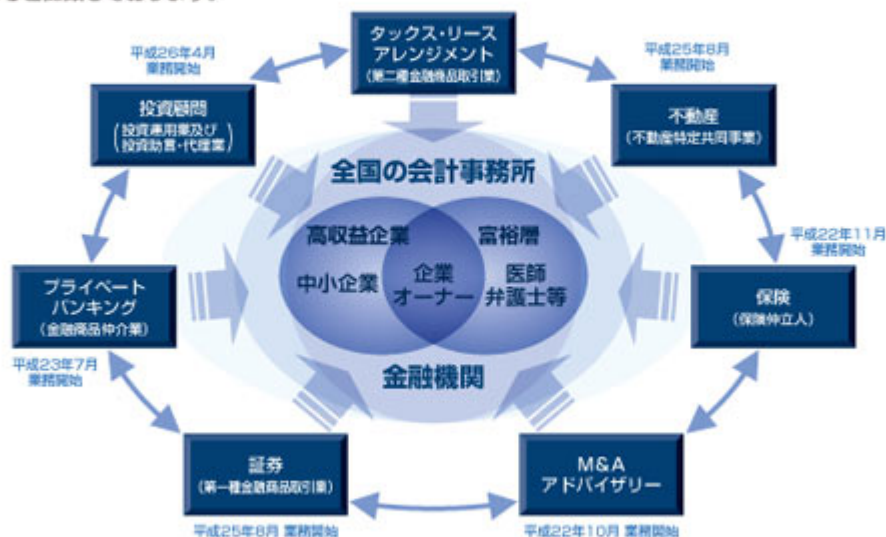 タックス・リース
アレンジメント
（第二種金融商品取引業）
平成26年4月
業務開始
平成25年8月
業務開始
投資顧問
（投資運用業及び
投資助言・代理業）
不動産
（不動産特定共同事業）
全国の会計事務所
高収益企業
富裕層
中小企業
企業
オーナー
医師
弁護士等
金融機関
平成22年11月
業務開始
プライベート
バンキング
（金融商品仲介業）
保険
（保険仲立人）
平成23年7月
業務開始
証券
（第一種金融商品取引業）
M&A
アドバイザリー
平成25年8月 業務開始
平成22年10月 業務開始